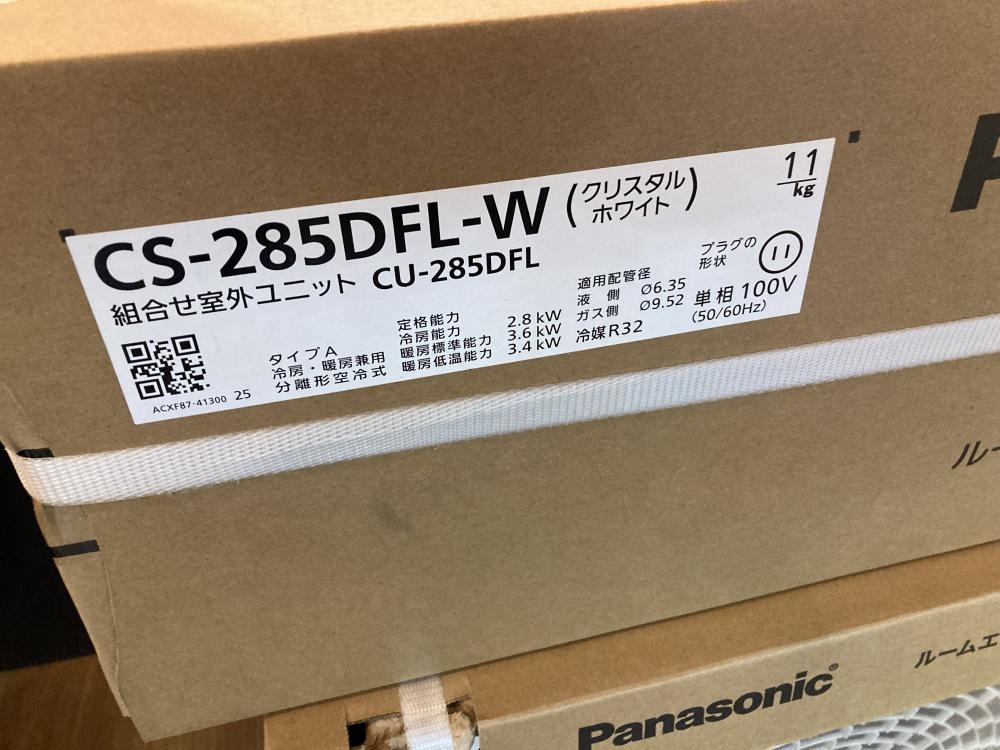 CS-285DFL-W (クリスタル
ホワイト)
11
kg
組合せ室外ユニット CU-285DFL
ACXF87-41300 25
タイプA
冷房・暖房兼用
分離形空冷式
定格能力
冷房能力 2.8 kW
暖房標準能力 3.6 kW
暖房低温能力 3.4 kW
適用配管径
液 側 Ø6.35
ガス側 Ø9.52
冷媒R32
プラグの
形状
単相 100V
(50/60Hz)
P
ルー
Panasonic®
ルームエ